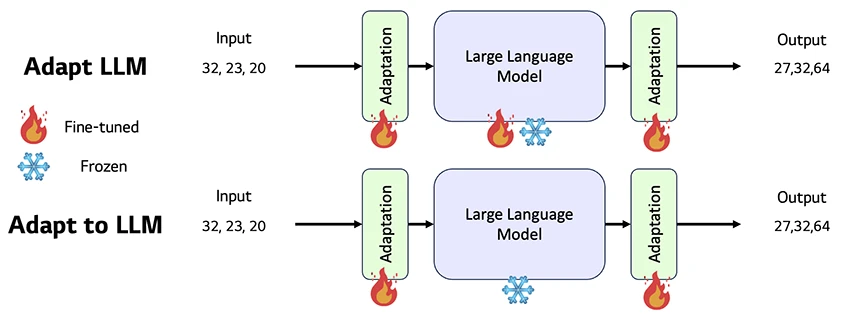 Adapt LLM
Input
32, 23, 20
Adaptation
Large Language
Model
Adaptation
Output
27,32,64
Fine-tuned
Frozen
Adapt to LLM
Input
32, 23, 20
Adaptation
Large Language
Model
Adaptation
Output
27,32,64